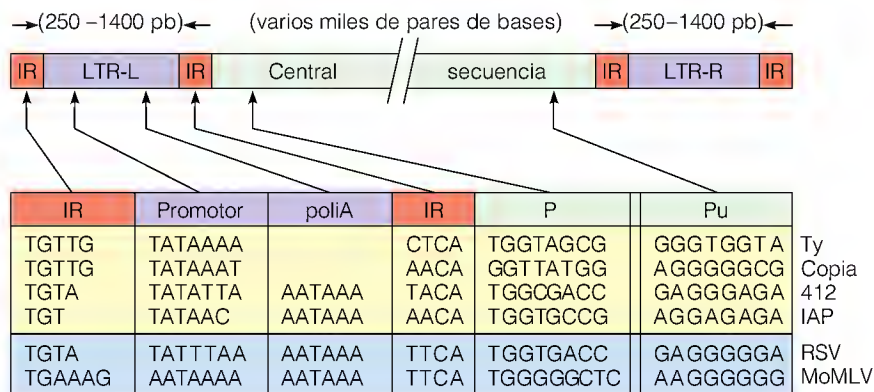 (250 –1400 pb) (varios miles de pares de bases) (250–1400 pb)
IR LTR-L IR Central secuencia IR LTR-R IR
IR Promotor poliA IR P Pu
TGTTG TATAAAA CTCA TGGTAGCG GGGTGGTA Ty
TGTTG TATAAAT AACA GGTTATGG AGGGGGCG Copia
TGTA TATATTA AATAAA TACA TGGCGACC GAGGGAGA 412
TGT TATAAC AATAAA AACA TGGTGCCG AGGAGAGA IAP
TGTA TATTTAA AATAAA TTCA TGGTGACC GAGGGGGA RSV
TGAAAG AATAAAA AATAAA TTCA TGGGGGCTC AAGGGGGG MoMLV